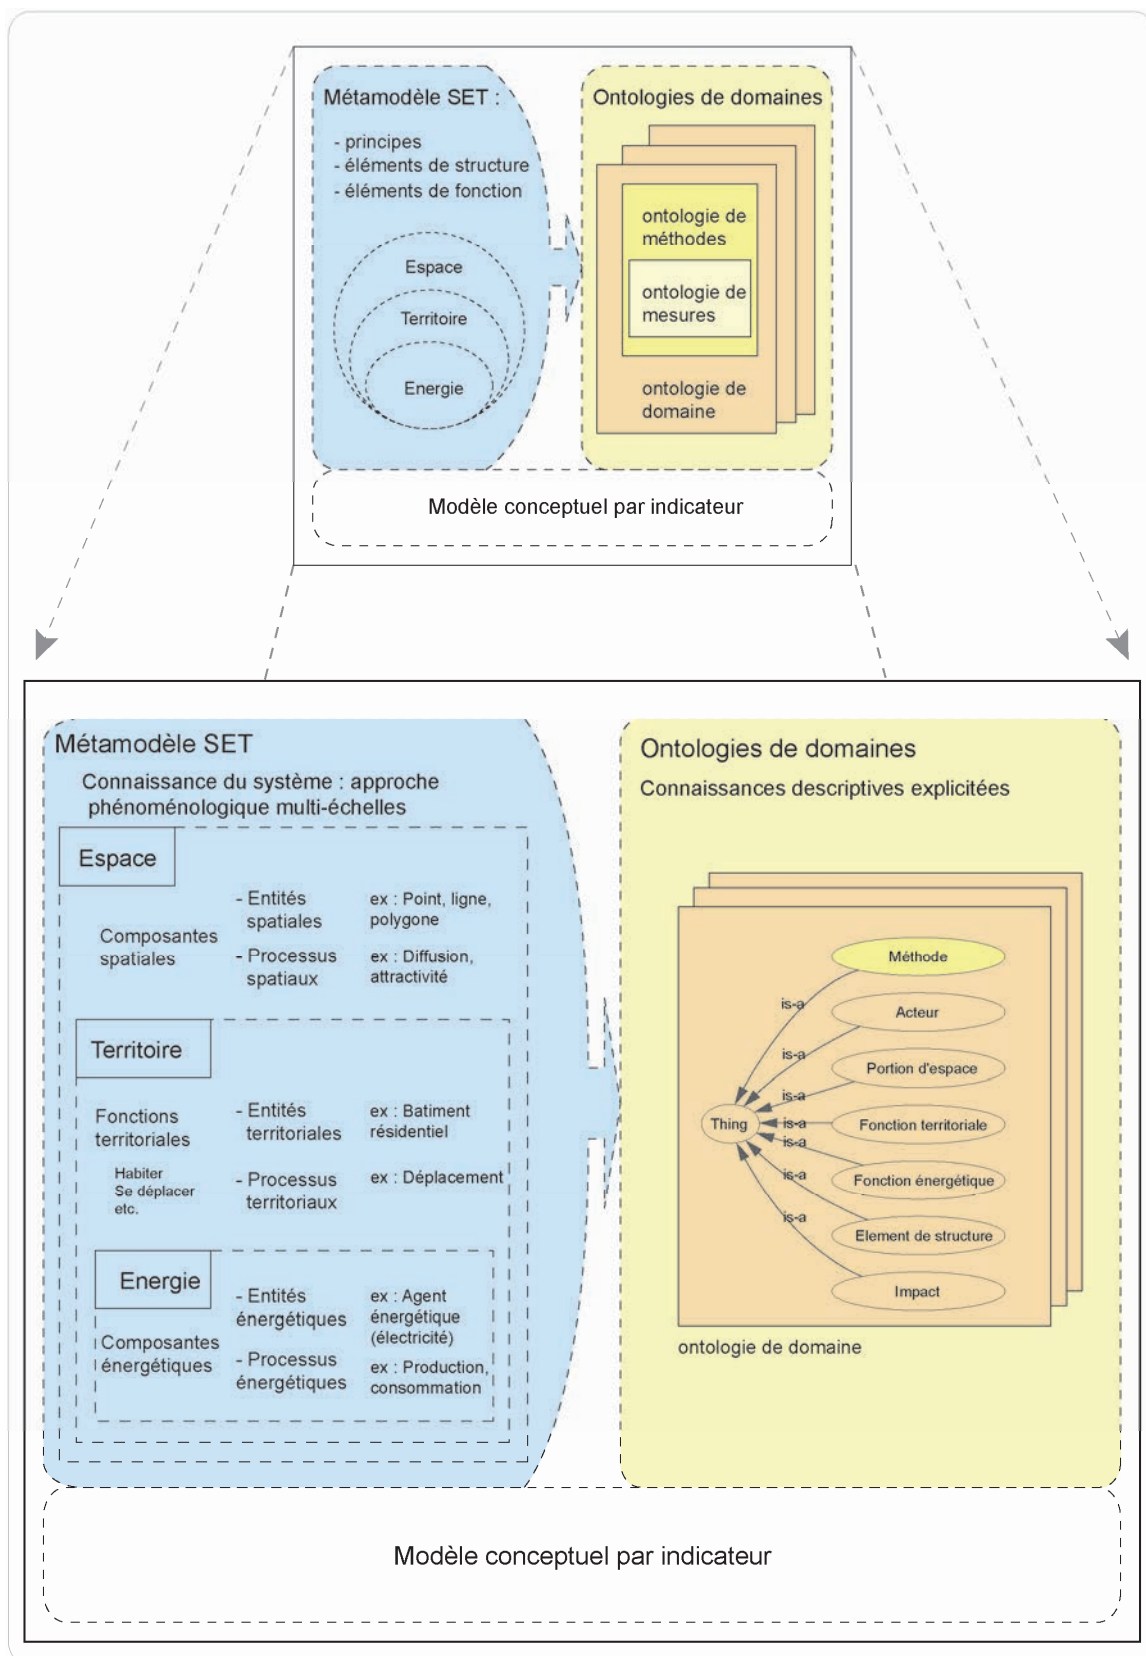 Métamodèle SET :
- principes
- éléments de structure
- éléments de fonction
Espace
Territoire
Energie
Ontologies de domaines
ontologie de
méthodes
ontologie de
mesures
ontologie de
domaine
Modèle conceptuel par indicateur
Métamodèle SET
Connaissance du système : approche
phénoménologique multi-échelles
Espace
Composantes
spatiales
- Entités
spatiales
ex : Point, ligne,
polygone
- Processus
spatiaux
ex : Diffusion,
attractivité
Territoire
Fonctions
territoriales
Habiter
Se déplacer
etc.
- Entités
territoriales
ex : Batiment
résidentiel
- Processus
territoriaux
ex : Déplacement
Energie
Composantes
énergétiques
- Entités
énergétiques
ex : Agent
énergétique
(électricité)
- Processus
énergétiques
ex : Production,
consommation
Ontologies de domaines
Connaissances descriptives explicitées
Méthode
is-a
Acteur
is-a
Portion d'espace
is-a
Thing
is-a
Fonction territoriale
is-a
Fonction énergétique
is-a
Element de structure
is-a
Impact
ontologie de domaine
Modèle conceptuel par indicateur